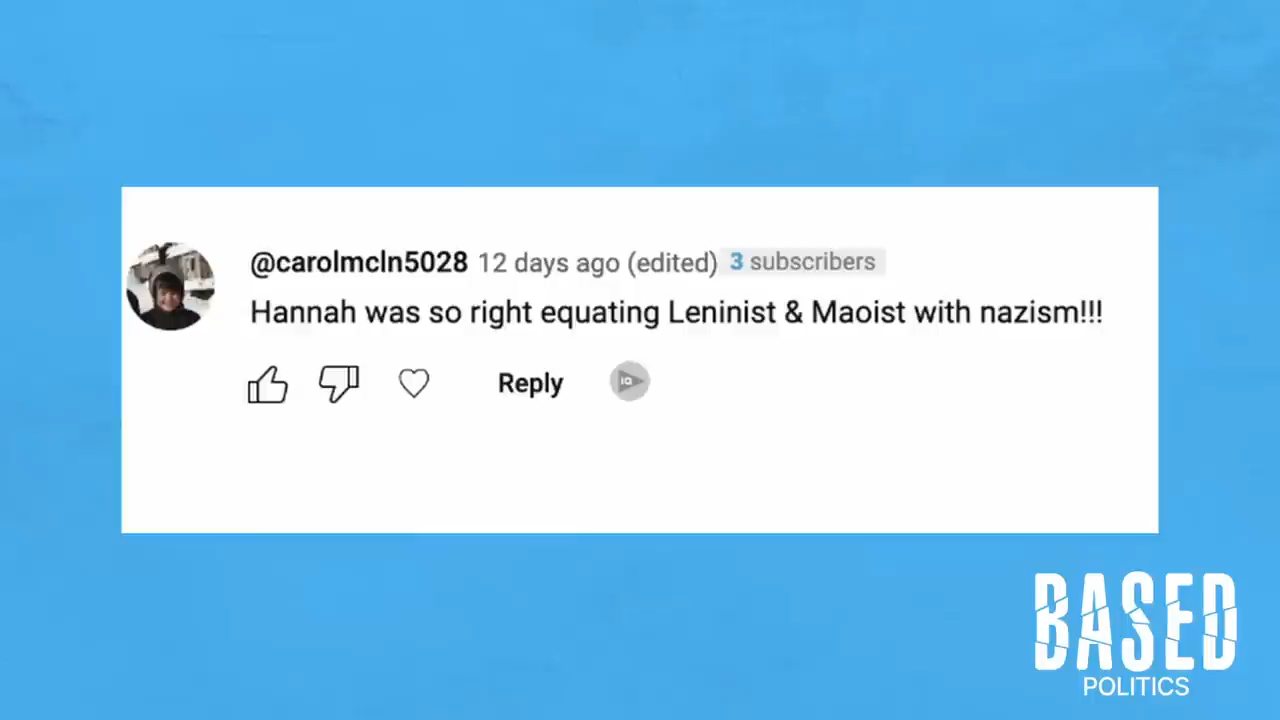 @carolmcln5028 12 days ago (edited) 3 subscribers
Hannah was so right equating Leninist & Maoist with nazism!!!
Reply
IQ
BASED
POLITICS